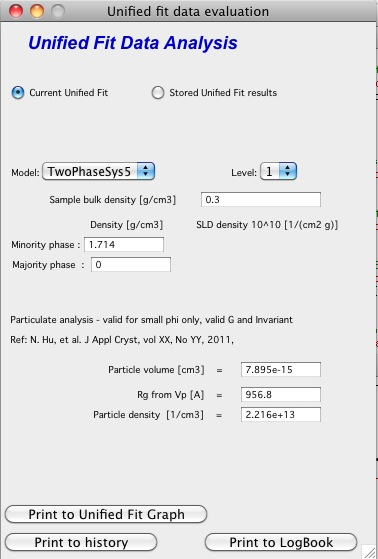 Unified fit data evaluation
Unified Fit Data Analysis
Current Unified Fit Stored Unified Fit results
Model: TwoPhaseSys5 Level: 1
Sample bulk density [g/cm3] 0.3
Density [g/cm3] SLD density 10^10 [1/(cm2 g)]
Minority phase : 1.714
Majority phase : 0
Particulate analysis - valid for small phi only, valid G and Invariant
Ref: N. Hu, et al. J Appl Cryst, vol XX, No YY, 2011,
Particle volume [cm3] = 7.895e-15
Rg from Vp [A] = 956.8
Particle density [1/cm3] = 2.216e+13
Print to Unified Fit Graph
Print to history Print to LogBook